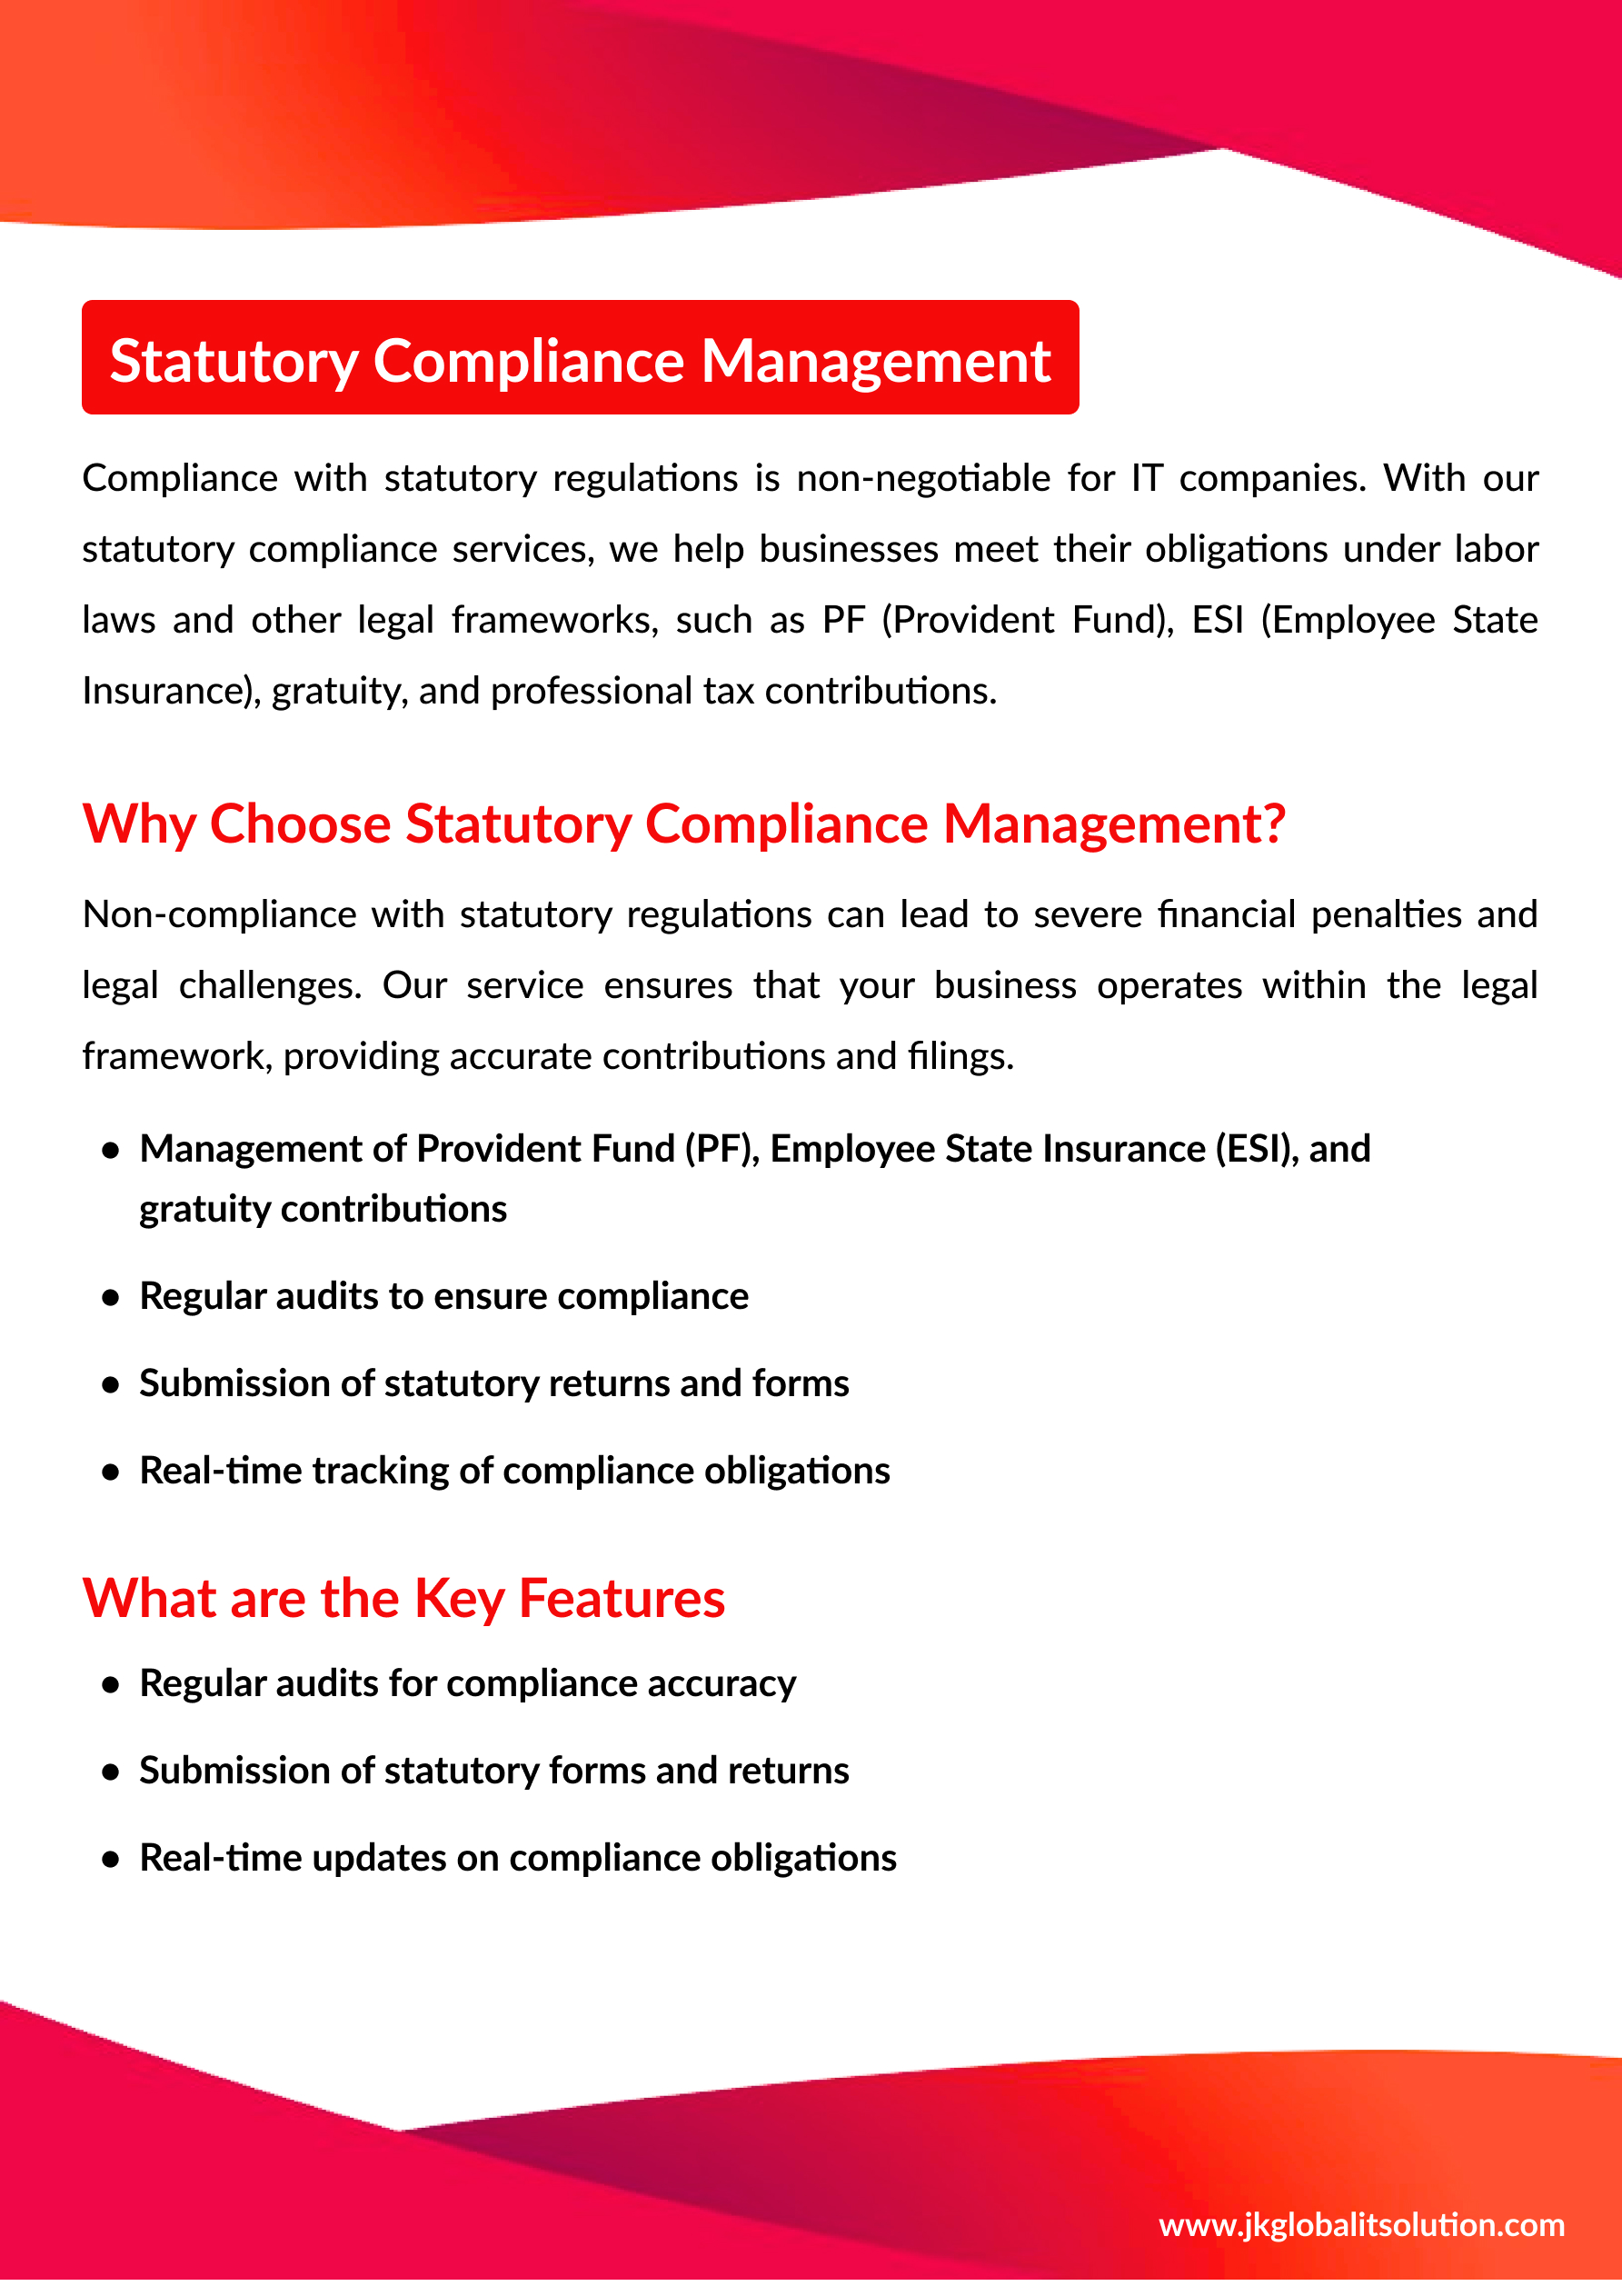 Statutory Compliance Management
Compliance with statutory regulations is non-negotiable for IT companies. With our
statutory compliance services, we help businesses meet their obligations under labor
laws and other legal frameworks, such as PF (Provident Fund), ESI (Employee State
Insurance), gratuity, and professional tax contributions.
Why Choose Statutory Compliance Management?
Non-compliance with statutory regulations can lead to severe financial penalties and
legal challenges. Our service ensures that your business operates within the legal
framework, providing accurate contributions and filings.
● Management of Provident Fund (PF), Employee State Insurance (ESI), and
gratuity contributions
● Regular audits to ensure compliance
● Submission of statutory returns and forms
● Real-time tracking of compliance obligations
What are the Key Features
● Regular audits for compliance accuracy
● Submission of statutory forms and returns
● Real-time updates on compliance obligations
www.jkglobalitsolution.com